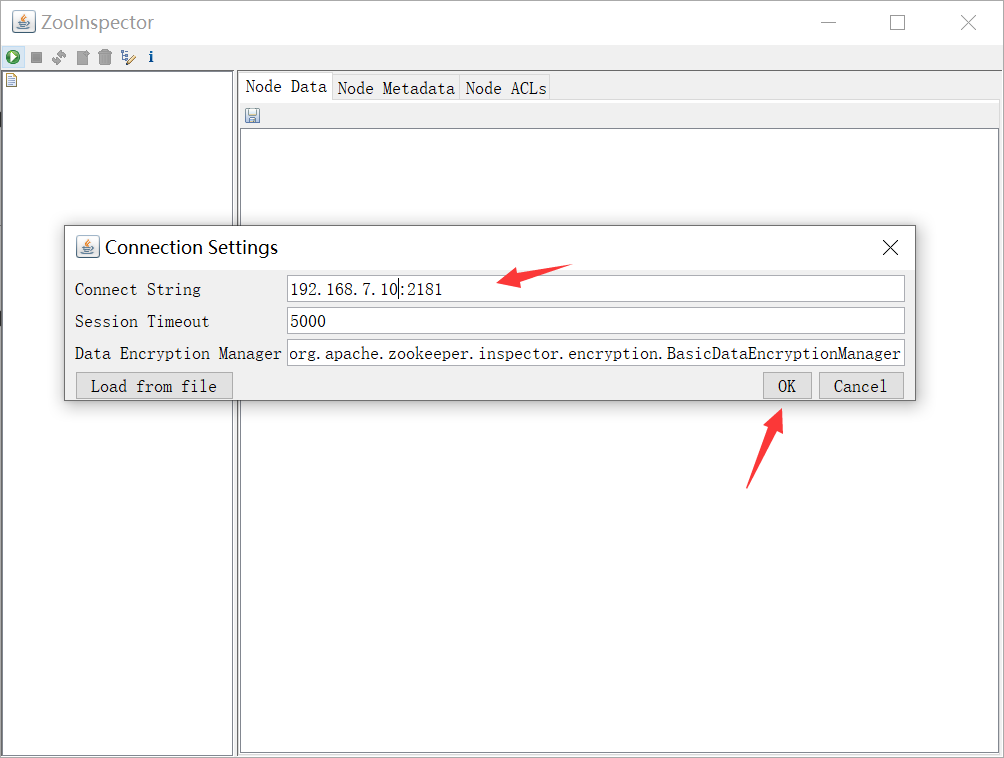 ZooInspector
Node Data Node Metadata Node ACLs
Connection Settings
Connect String 192.168.7.10:2181
Session Timeout 5000
Data Encryption Manager org.apache.zookeeper.inspector.encryption.BasicDataEncryptionManager
Load from file OK Cancel